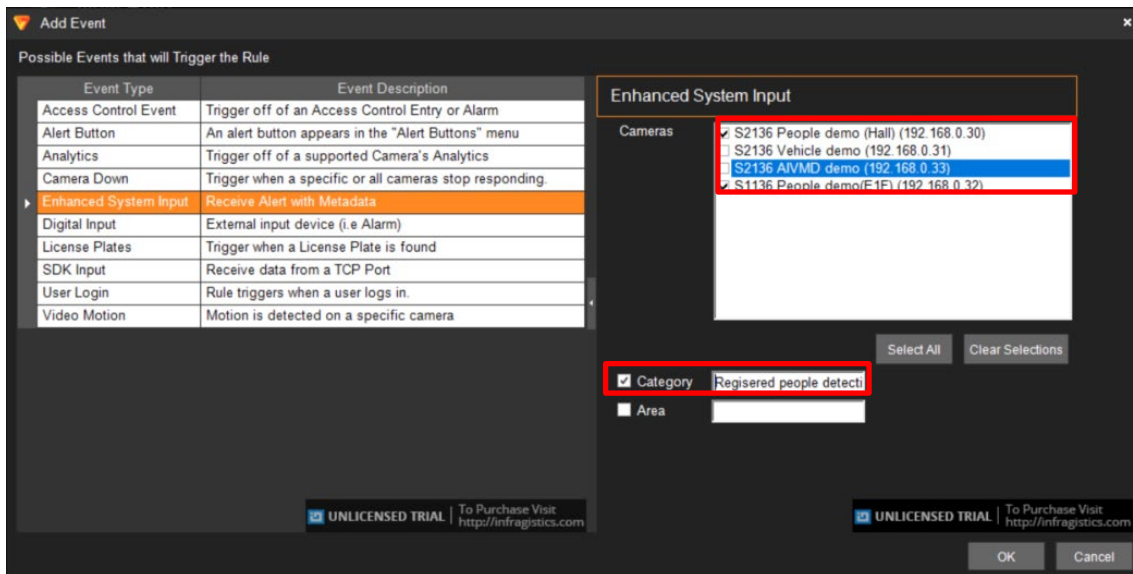 Add Event
Possible Events that will Trigger the Rule
Event Type Event Description
Access Control Event Trigger off of an Access Control Entry or Alarm
Alert Button An alert button appears in the "Alert Buttons" menu
Analytics Trigger off of a supported Camera's Analytics
Camera Down Trigger when a specific or all cameras stop responding.
Enhanced System Input Receive Alert with Metadata
Digital Input External input device (i.e Alarm)
License Plates Trigger when a License Plate is found
SDK Input Receive data from a TCP Port
User Login Rule triggers when a user logs in.
Video Motion Motion is detected on a specific camera
UNLICENSED TRIAL To Purchase Visit
http://infragistics.com
Enhanced System Input
Cameras
S2136 People demo (Hall) (192.168.0.30)
S2136 Vehicle demo (192.168.0.31)
S2136 AIVMD demo (192.168.0.33)
S1136 People demo(E1F) (192.168.0.32)
Select All Clear Selections
Category Regisered people detecti
Area
UNLICENSED TRIAL To Purchase Visit
http://infragistics.com
OK Cancel